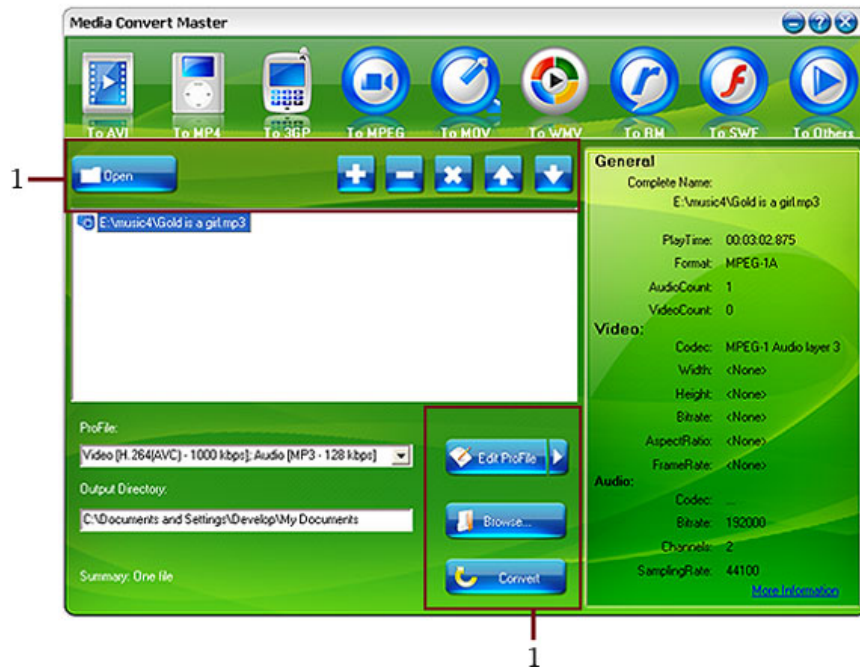 Media Convert Master
To AVI To MP4 To 3GP To MPEG To MOV To WMV To RM To SWF To Others
1
Open
E:\music4\Gold is a girl.mp3
General
Complete Name:
E:\music4\Gold is a girl.mp3
PlayTime: 00:03:02.875
Format: MPEG-1A
AudioCount: 1
VideoCount: 0
Video:
Codec: MPEG-1 Audio layer 3
Width: <None>
Height: <None>
Bitrate: <None>
AspectRatio: <None>
FrameRate: <None>
Audio:
Codec: ...
Bitrate: 192000
Channels: 2
SamplingRate: 44100
More Information
ProFile:
Video [H.264(AVC) - 1000 kbps]; Audio [MP3 - 128 kbps]
Edit ProFile
Output Directory:
C:\Documents and Settings\Develop\My Documents
Browse...
Summary: One file
Convert
1